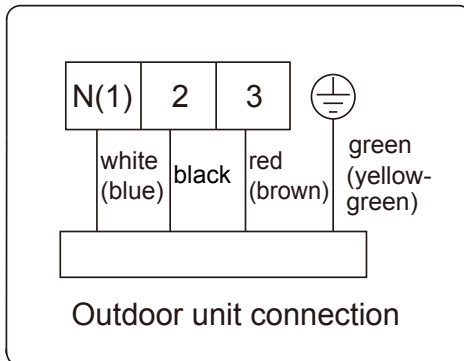 N(1) 2 3
white
(blue)
black
red
(brown)
green
(yellow-
green)
Outdoor unit connection